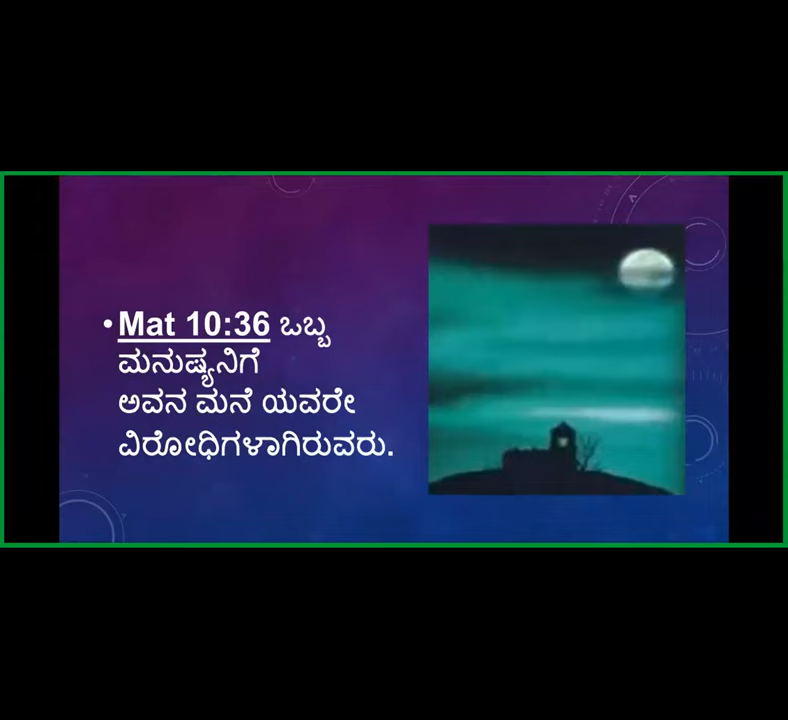 • Mat 10:36 ಒಬ್ಬ
ಮನುಷ್ಯನಿಗೆ
ಅವನ ಮನೆ ಯವರೇ
ವಿರೋಧಿಗಳಾಗಿರುವರು.